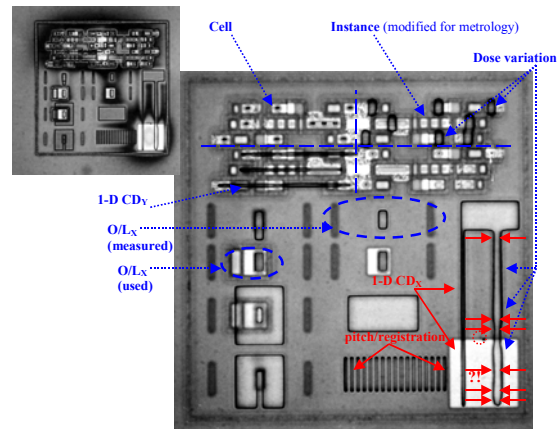 Cell
Instance (modified for metrology)
Dose variation
1-D CDY
O/LX
(measured)
O/LX
(used)
1-D CDX
pitch/registration
?!